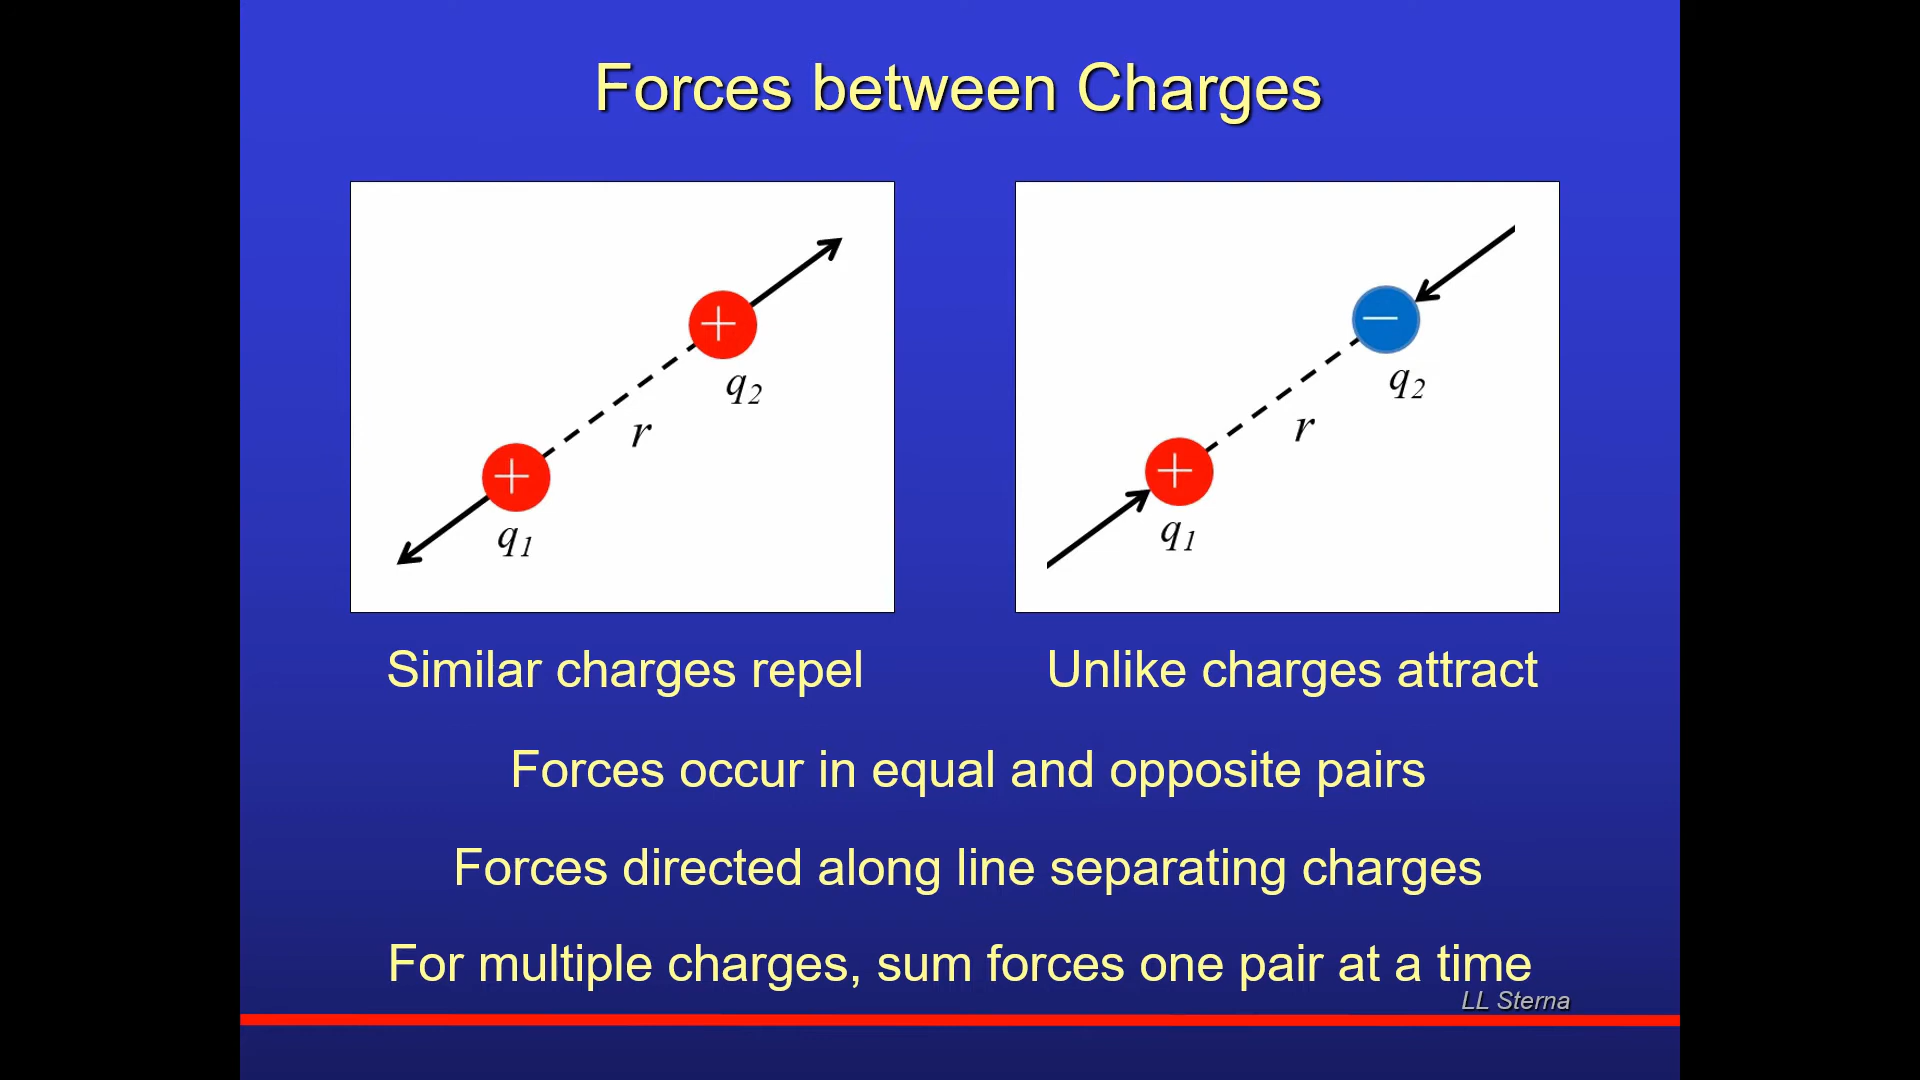 Forces between Charges
+
q2
r
+
q1
−
q2
r
+
q1
Similar charges repel
Unlike charges attract
Forces occur in equal and opposite pairs
Forces directed along line separating charges
For multiple charges, sum forces one pair at a time
LL Sterna